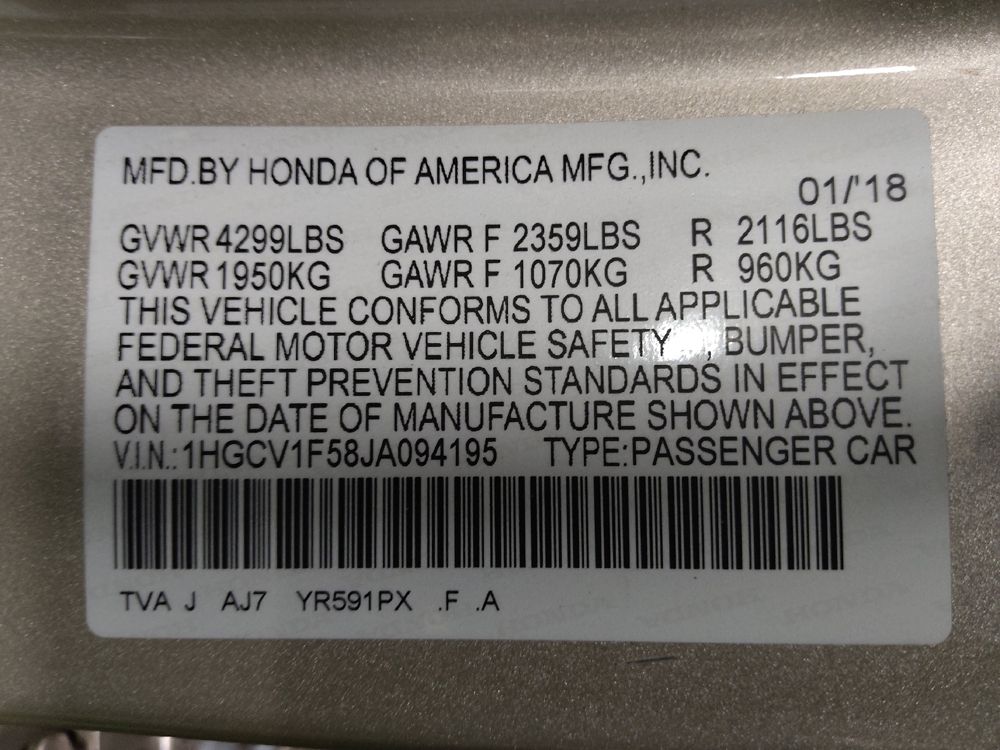 MFD.BY HONDA OF AMERICA MFG.,INC.
01/'18
GVWR 4299LBS GAWR F 2359LBS R 2116LBS
GVWR 1950KG GAWR F 1070KG R 960KG
THIS VEHICLE CONFORMS TO ALL APPLICABLE
FEDERAL MOTOR VEHICLE SAFETY , BUMPER,
AND THEFT PREVENTION STANDARDS IN EFFECT
ON THE DATE OF MANUFACTURE SHOWN ABOVE.
V.I.N.:1HGCV1F58JA094195 TYPE:PASSENGER CAR
TVA J AJ7 YR591PX .F .A